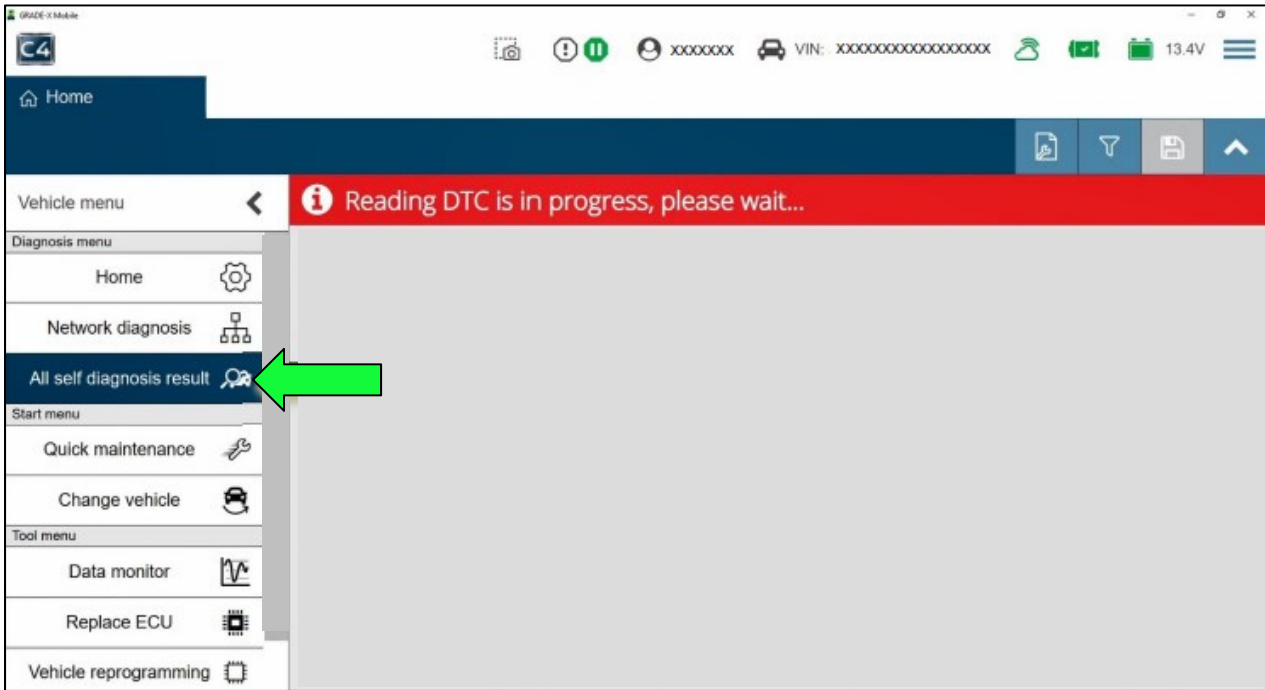 GRADE-X Mobile
C4
xxxxxxx
VIN: xxxxxxxxxxxxxxxxx
13.4V
Home
Vehicle menu
Reading DTC is in progress, please wait...
Diagnosis menu
Home
Network diagnosis
All self diagnosis result
Start menu
Quick maintenance
Change vehicle
Tool menu
Data monitor
Replace ECU
Vehicle reprogramming